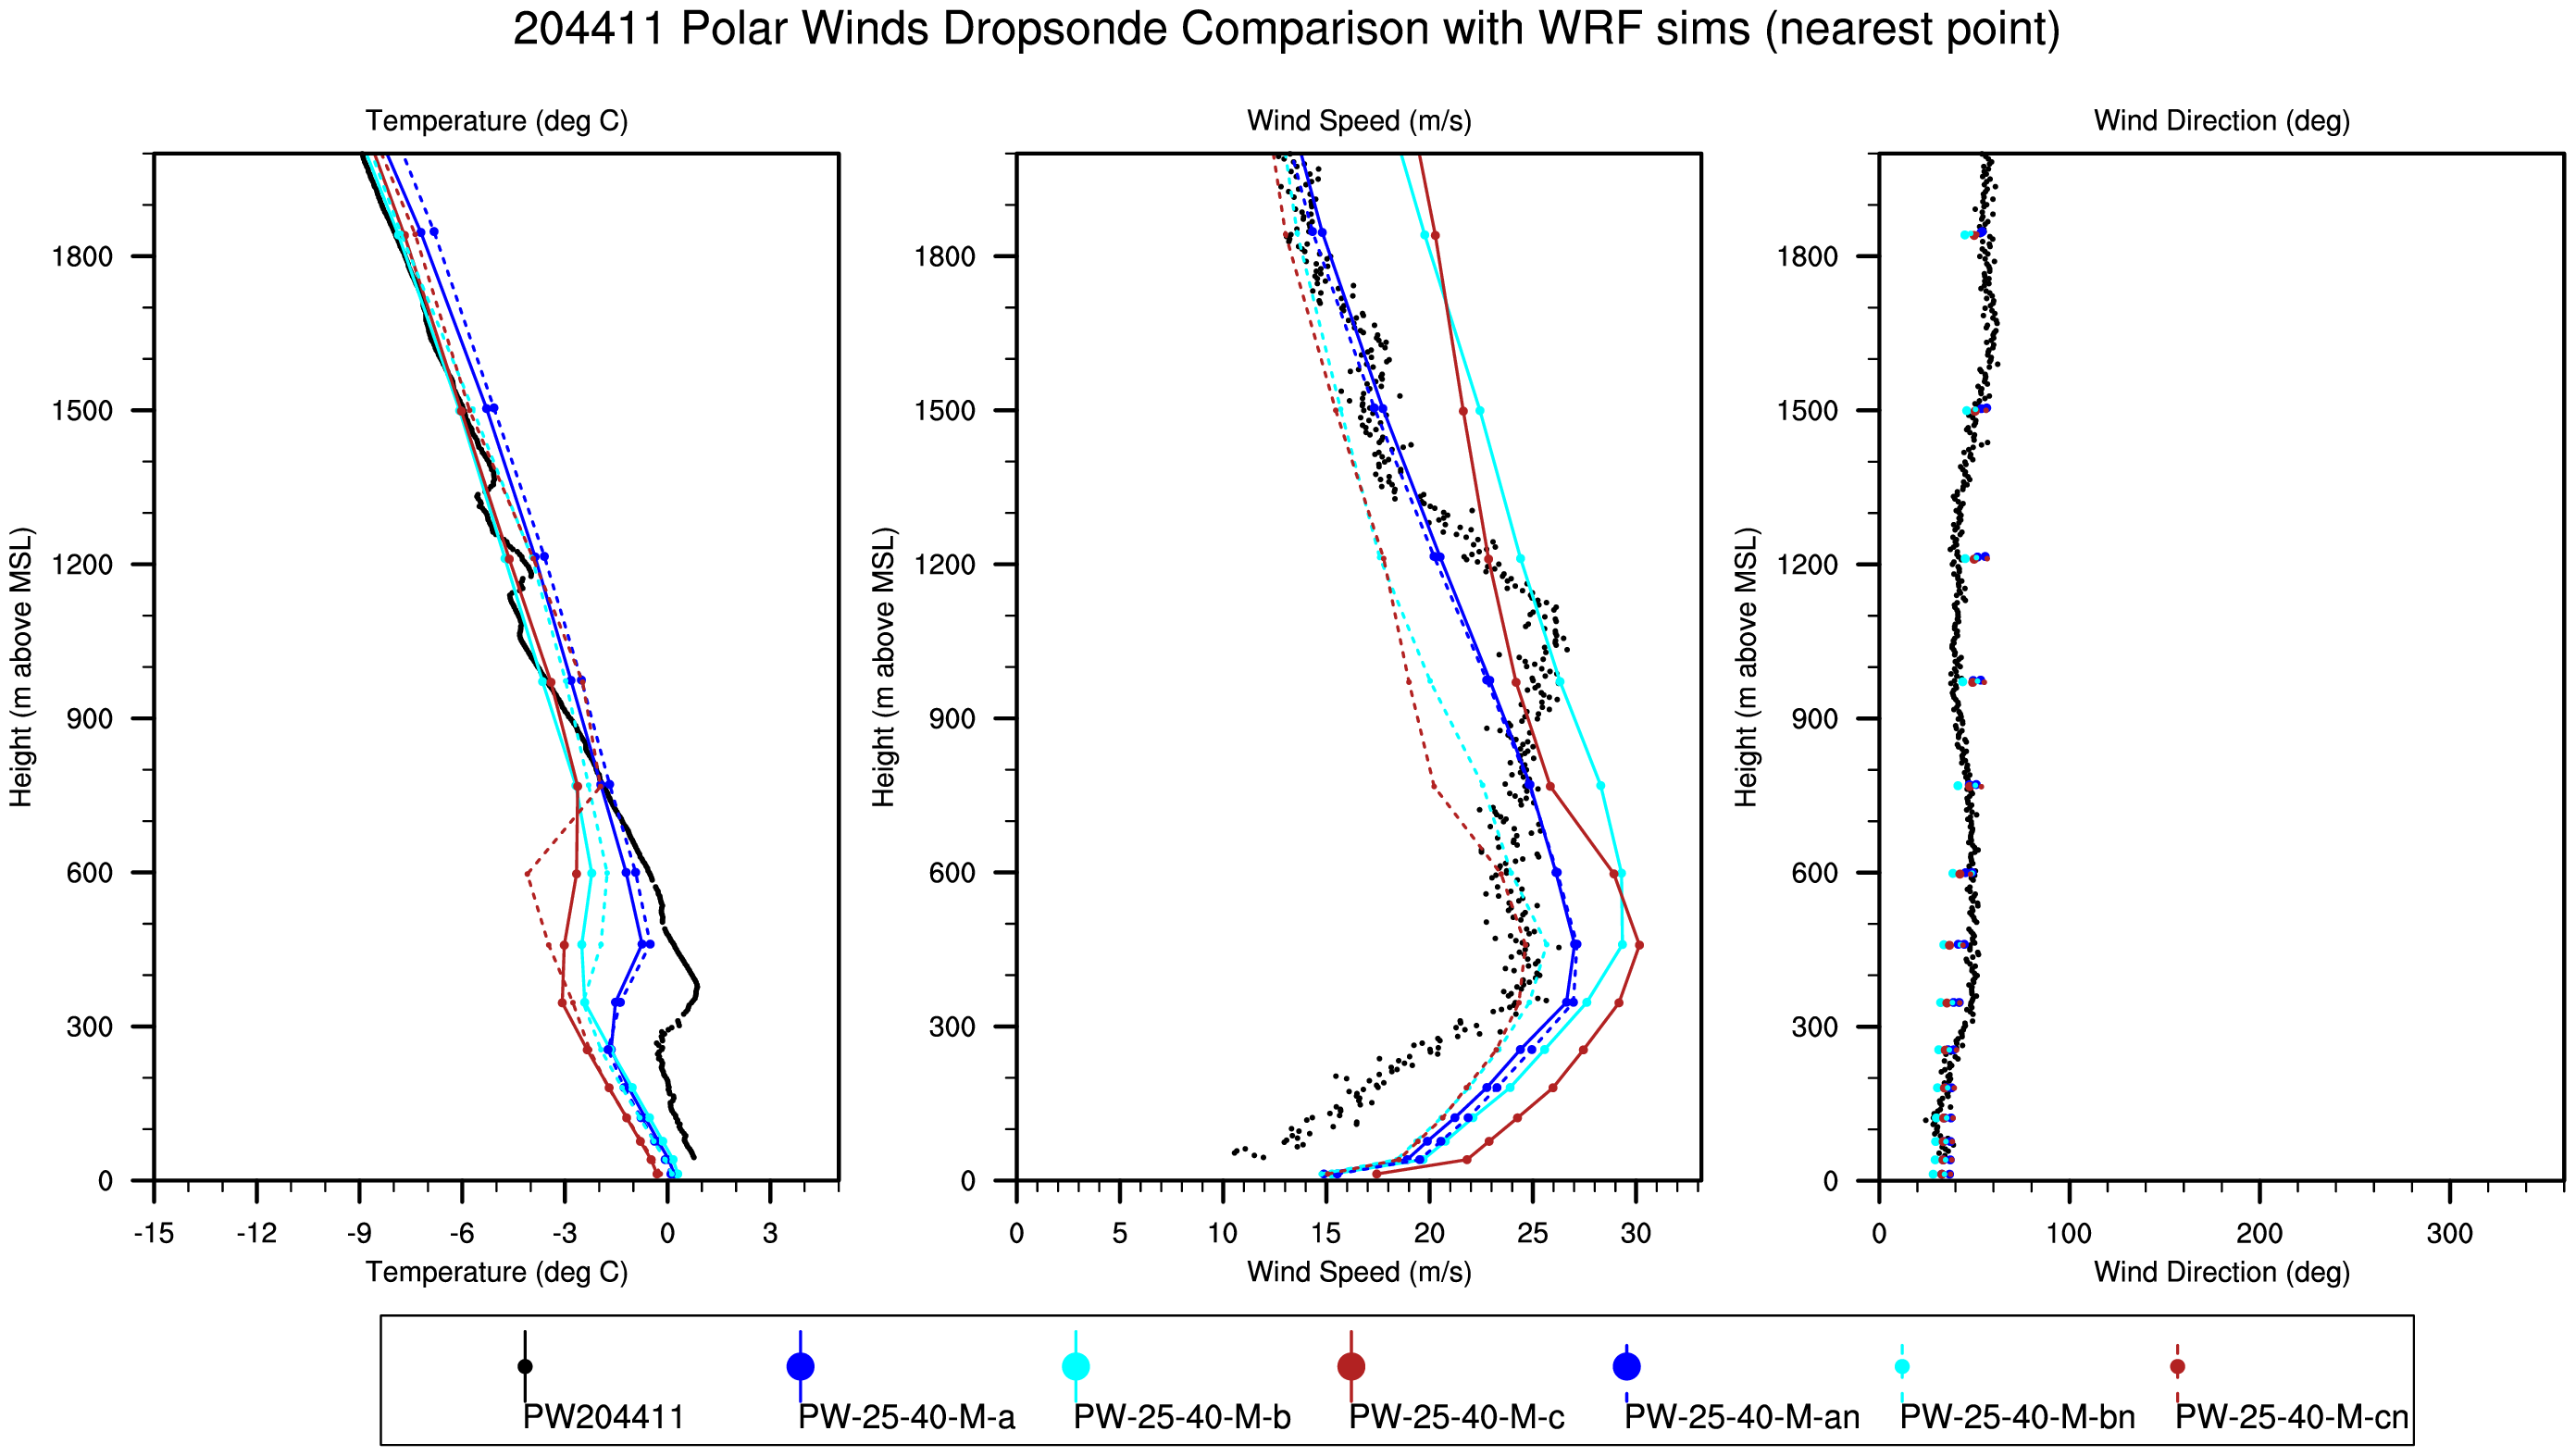 204411 Polar Winds Dropsonde Comparison with WRF sims (nearest point)
Temperature (deg C)
Wind Speed (m/s)
Wind Direction (deg)
Height (m above MSL)
1800
1500
1200
900
600
300
0
-15 -12 -9 -6 -3 0 3
Temperature (deg C)
Height (m above MSL)
1800
1500
1200
900
600
300
0
0 5 10 15 20 25 30
Wind Speed (m/s)
Height (m above MSL)
1800
1500
1200
900
600
300
0
0 100 200 300
Wind Direction (deg)
PW204411 PW-25-40-M-a PW-25-40-M-b PW-25-40-M-c PW-25-40-M-an PW-25-40-M-bn PW-25-40-M-cn